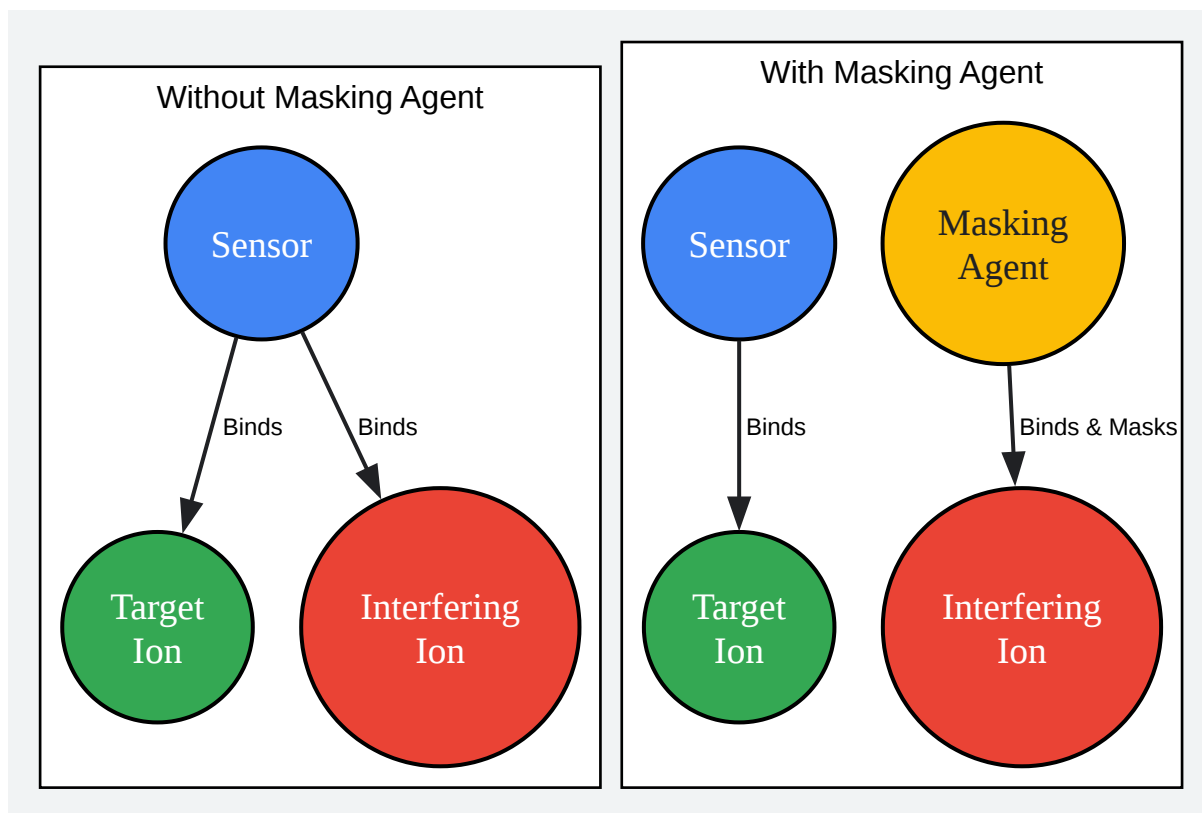 Without Masking Agent
Sensor
Binds
Binds
Target
Ion
Interfering
Ion
With Masking Agent
Sensor
Masking
Agent
Binds
Binds & Masks
Target
Ion
Interfering
Ion